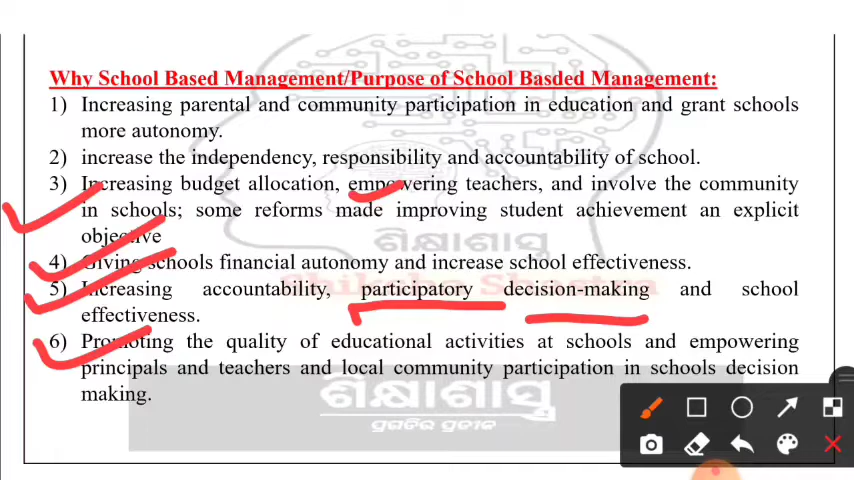 Why School Based Management/Purpose of School Basded Management:
1) Increasing parental and community participation in education and grant schools
more autonomy.
2) increase the independency, responsibility and accountability of school.
3) Increasing budget allocation, empowering teachers, and involve the community
in schools; some reforms made improving student achievement an explicit
objective
4) Giving schools financial autonomy and increase school effectiveness.
5) Increasing accountability, participatory decision-making and school
effectiveness.
6) Promoting the quality of educational activities at schools and empowering
principals and teachers and local community participation in schools decision
making.
ଶିକ୍ଷାଶାସ୍ତ୍ର
Shiksha Shastra
ଶିକ୍ଷାଶାସ୍ତ୍ର
ପ୍ରଗତିର ପ୍ରତୀକ